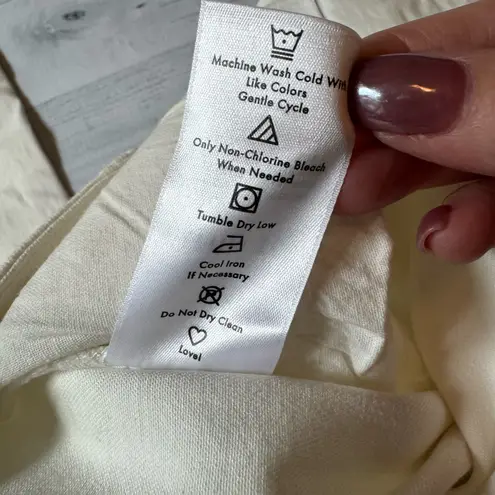 Machine Wash Cold With
Like Colors
Gentle Cycle
Only Non-Chlorine Bleach
When Needed
Tumble Dry Low
Cool Iron
If Necessary
Do Not Dry Clean
Love!